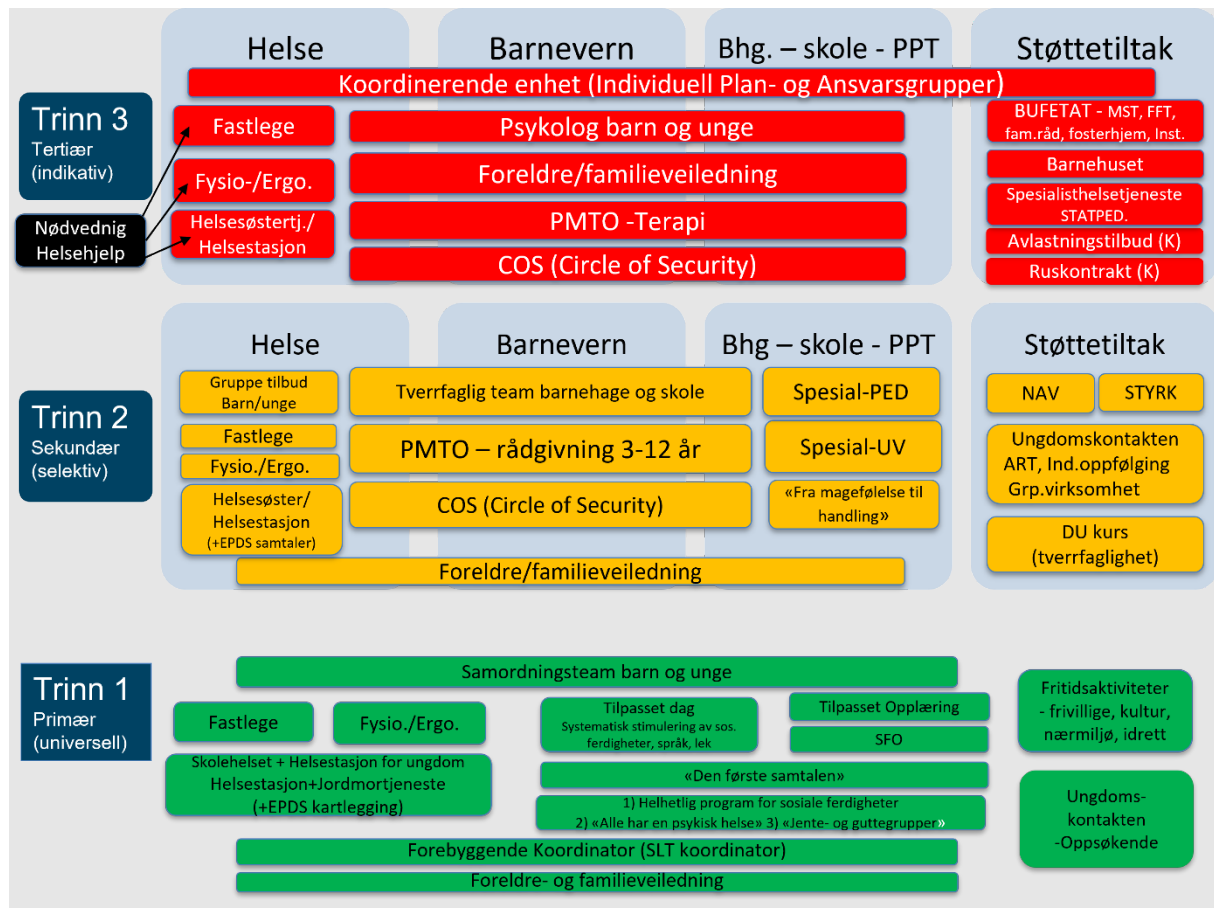 Helse
Barnevern
Bhg. – skole - PPT
Støttetiltak
Koordinerende enhet (Individuell Plan- og Ansvarsgrupper)
Trinn 3
Tertiær
(indikativ)
Nødvednig
Helsehjelp
Fastlege
Fysio-/Ergo.
Helsesøstertj./
Helsestasjon
Psykolog barn og unge
Foreldre/familieveiledning
PMTO -Terapi
COS (Circle of Security)
BUFETAT - MST, FFT,
fam.råd, fosterhjem, Inst.
Barnehuset
Spesialisthelsetjeneste
STATPED.
Avlastningstilbud (K)
Ruskontrakt (K)
Helse
Barnevern
Bhg – skole - PPT
Støttetiltak
Trinn 2
Sekundær
(selektiv)
Gruppe tilbud
Barn/unge
Fastlege
Fysio./Ergo.
Helsesøster/
Helsestasjon
(+EPDS samtaler)
Tverrfaglig team barnehage og skole
PMTO – rådgivning 3-12 år
COS (Circle of Security)
Spesial-PED
Spesial-UV
«Fra magefølelse til
handling»
Foreldre/familieveiledning
NAV
STYRK
Ungdomskontakten
ART, Ind.oppfølging
Grp.virksomhet
DU kurs
(tverrfaglighet)
Trinn 1
Primær
(universell)
Samordningsteam barn og unge
Fastlege
Fysio./Ergo.
Skolehelset + Helsestasjon for ungdom
Helsestasjon+Jordmortjeneste
(+EPDS kartlegging)
Tilpasset dag
Systematisk stimulering av sos.
ferdigheter, språk, lek
Tilpasset Opplæring
SFO
«Den første samtalen»
1) Helhetlig program for sosiale ferdigheter
2) «Alle har en psykisk helse» 3) «Jente- og guttegrupper»
Forebyggende Koordinator (SLT koordinator)
Foreldre- og familieveiledning
Fritidsaktiviteter
- frivillige, kultur,
nærmiljø, idrett
Ungdoms-
kontakten
-Oppsøkende